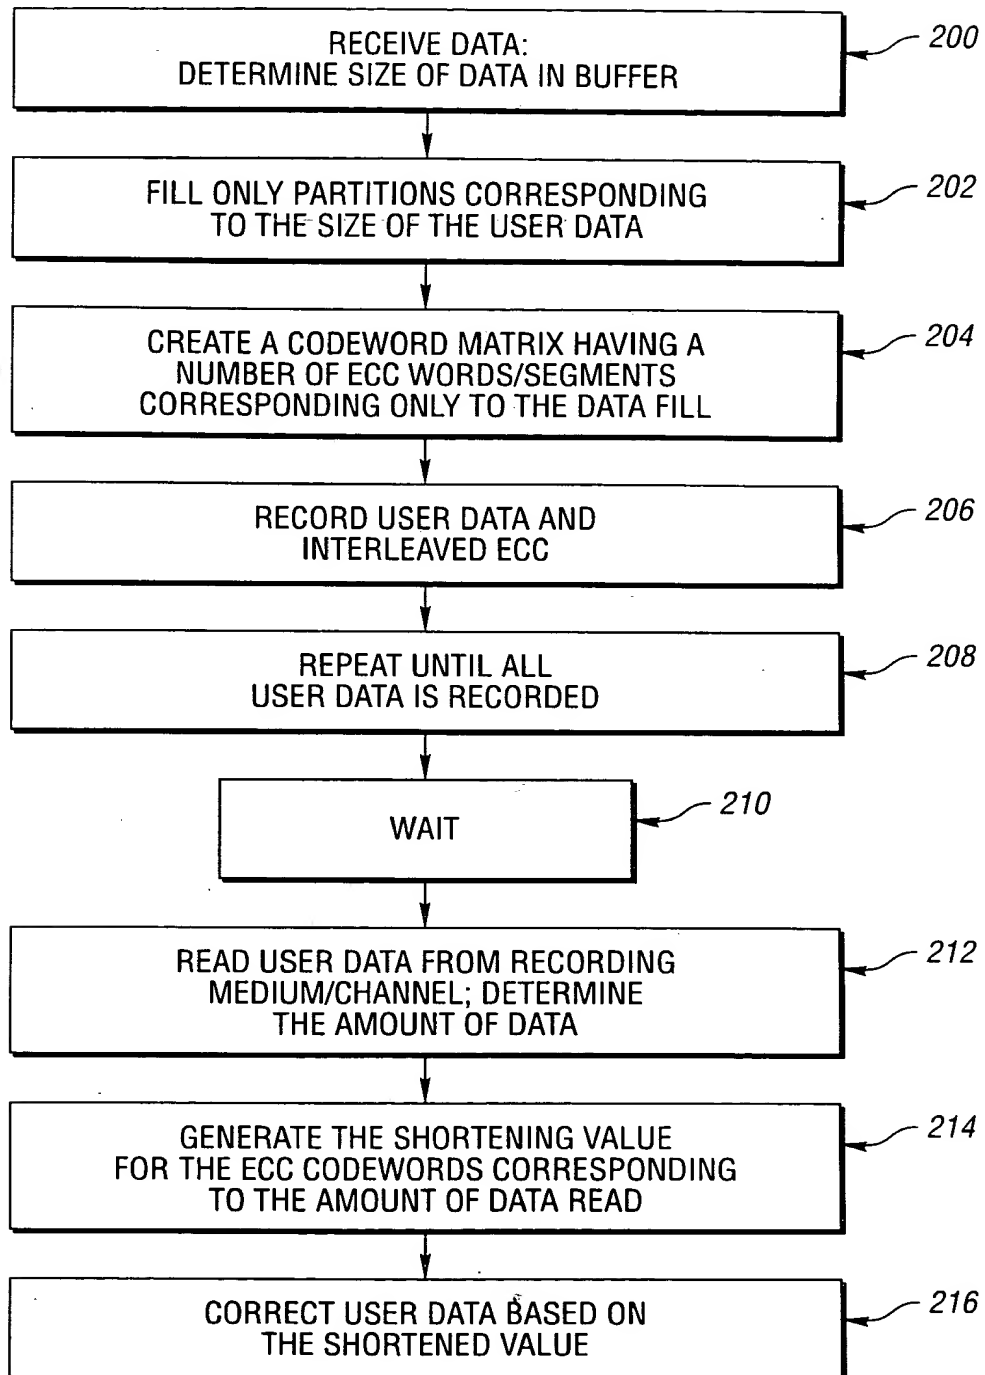 RECEIVE DATA:
DETERMINE SIZE OF DATA IN BUFFER
200
FILL ONLY PARTITIONS CORRESPONDING
TO THE SIZE OF THE USER DATA
202
CREATE A CODEWORD MATRIX HAVING A
NUMBER OF ECC WORDS/SEGMENTS
CORRESPONDING ONLY TO THE DATA FILL
204
RECORD USER DATA AND
INTERLEAVED ECC
206
REPEAT UNTIL ALL
USER DATA IS RECORDED
208
WAIT
210
READ USER DATA FROM RECORDING
MEDIUM/CHANNEL; DETERMINE
THE AMOUNT OF DATA
212
GENERATE THE SHORTENING VALUE
FOR THE ECC CODEWORDS CORRESPONDING
TO THE AMOUNT OF DATA READ
214
CORRECT USER DATA BASED ON
THE SHORTENED VALUE
216